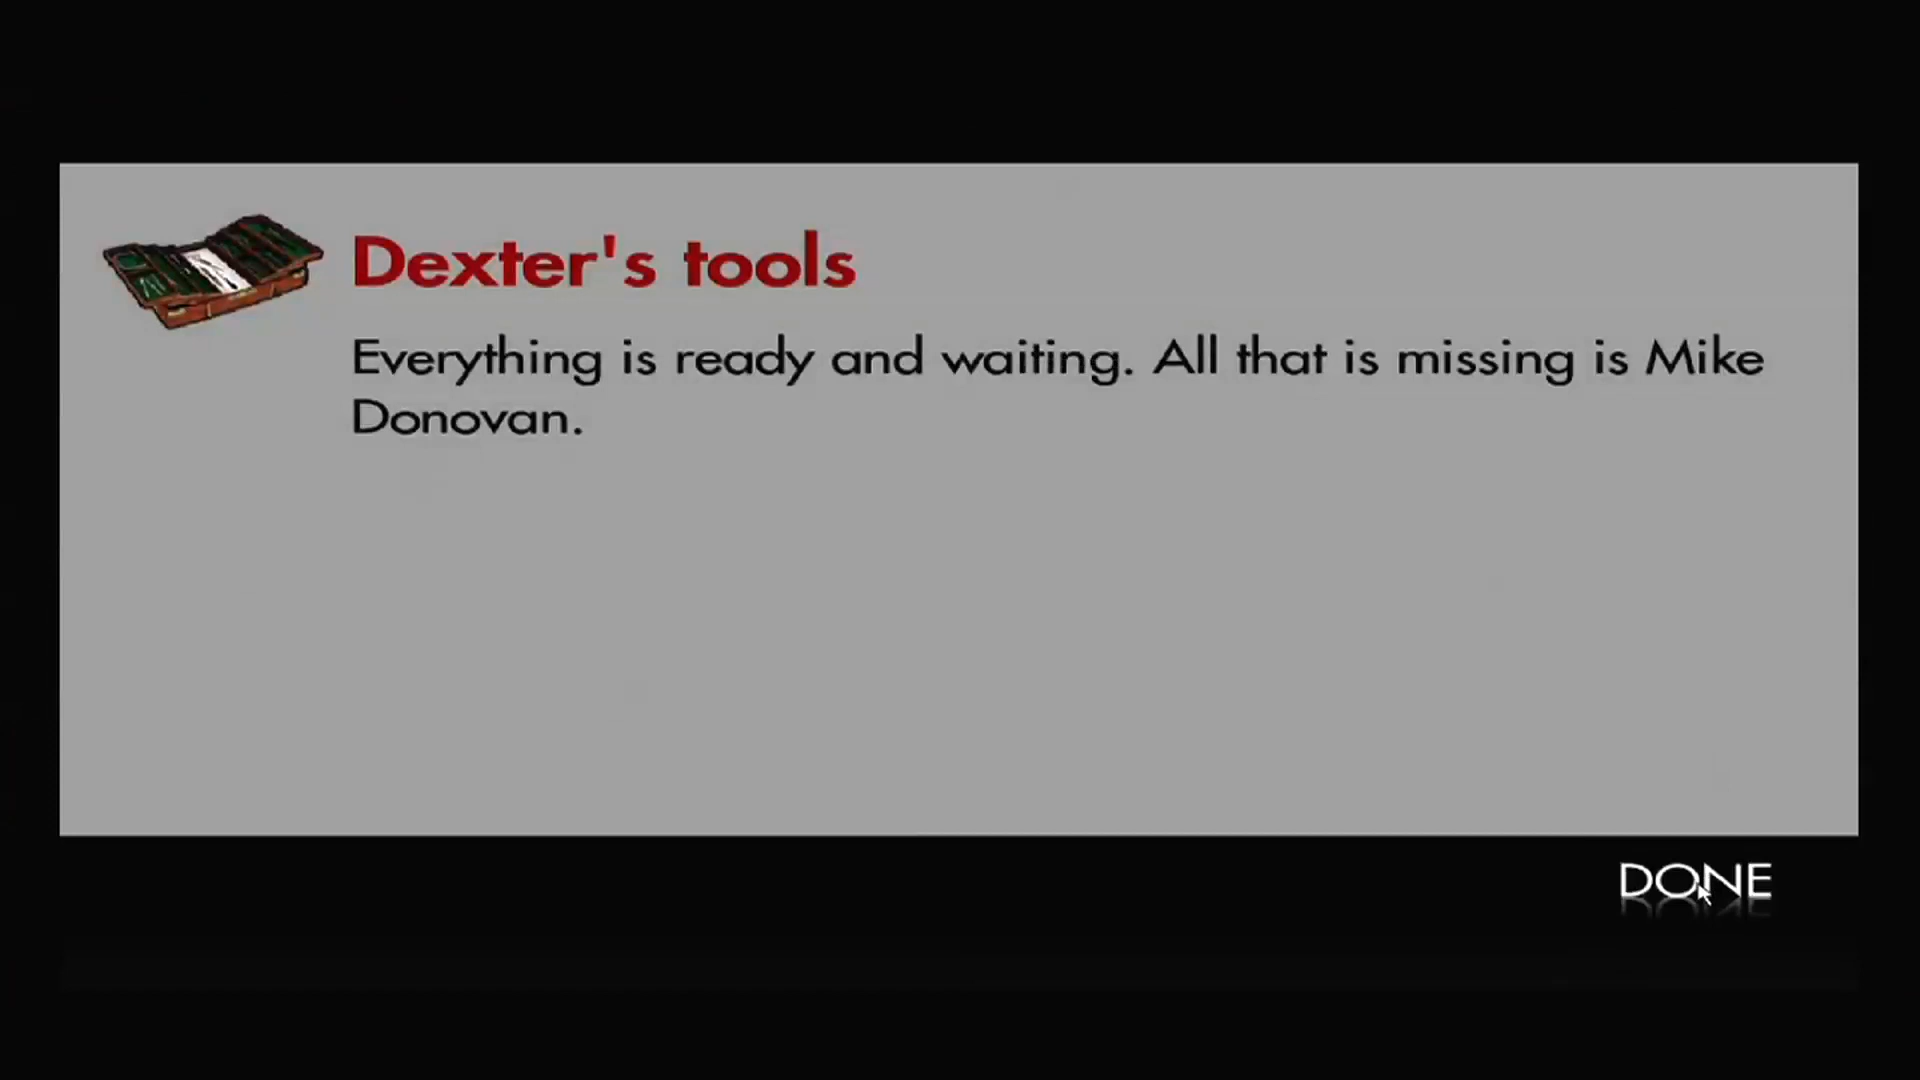 Dexter's tools
Everything is ready and waiting. All that is missing is Mike
Donovan.
DONE